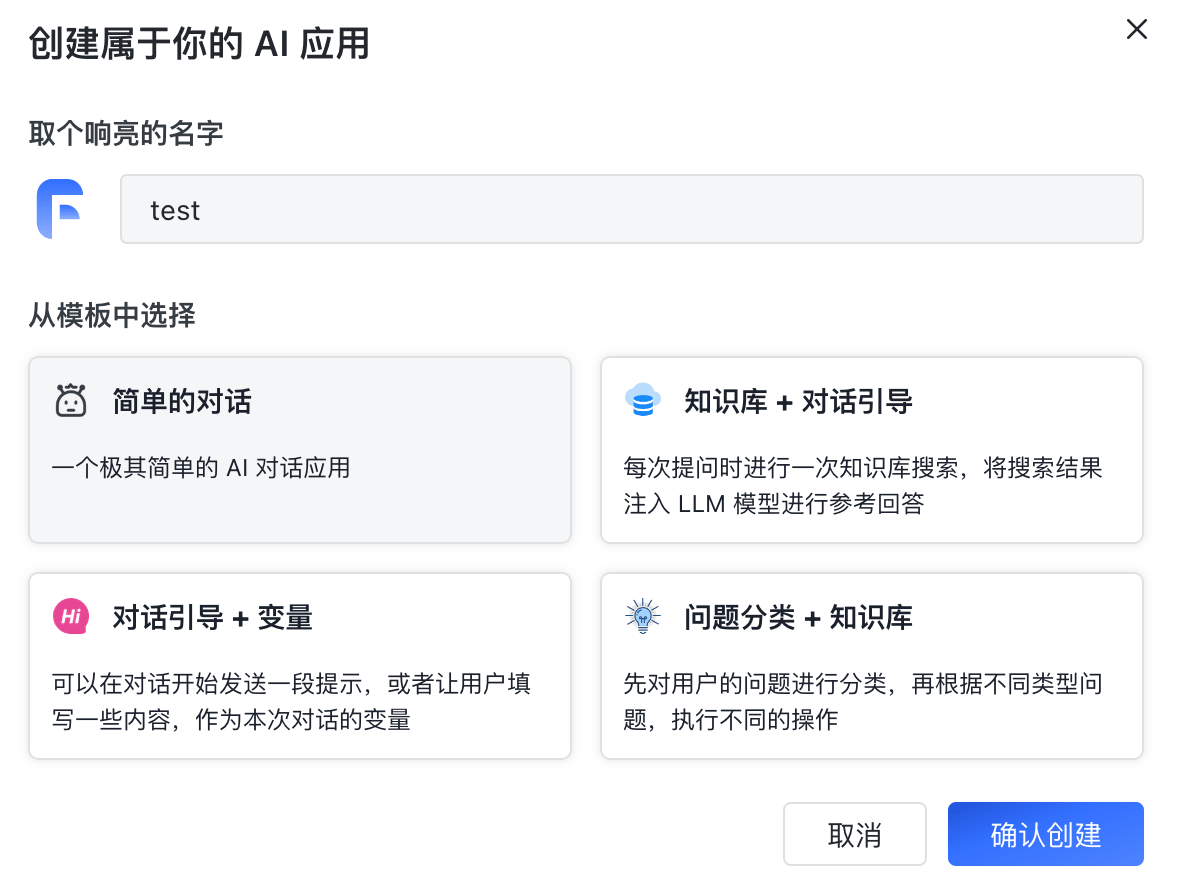 创建属于你的 AI 应用
取个响亮的名字
test
从模板中选择
简单的对话
一个极其简单的 AI 对话应用
知识库 + 对话引导
每次提问时进行一次知识库搜索，将搜索结果
注入 LLM 模型进行参考回答
Hi
对话引导 + 变量
可以在对话开始发送一段提示，或者让用户填
写一些内容，作为本次对话的变量
问题分类 + 知识库
先对用户的问题进行分类，再根据不同类型问
题，执行不同的操作
取消
确认创建